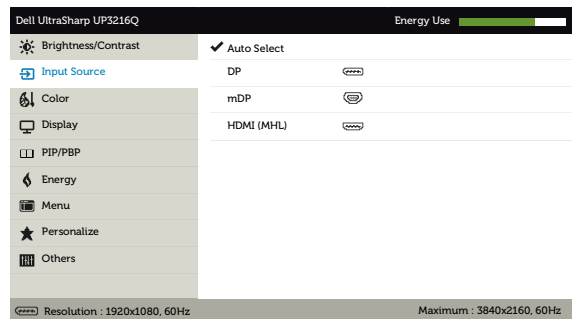 Dell UltraSharp UP3216Q Energy Use
Brightness/Contrast
Auto Select
Input Source
DP
Color
mDP
Display
HDMI (MHL)
PIP/PBP
Energy
Menu
Personalize
Others
Resolution : 1920x1080, 60Hz Maximum : 3840x2160, 60Hz